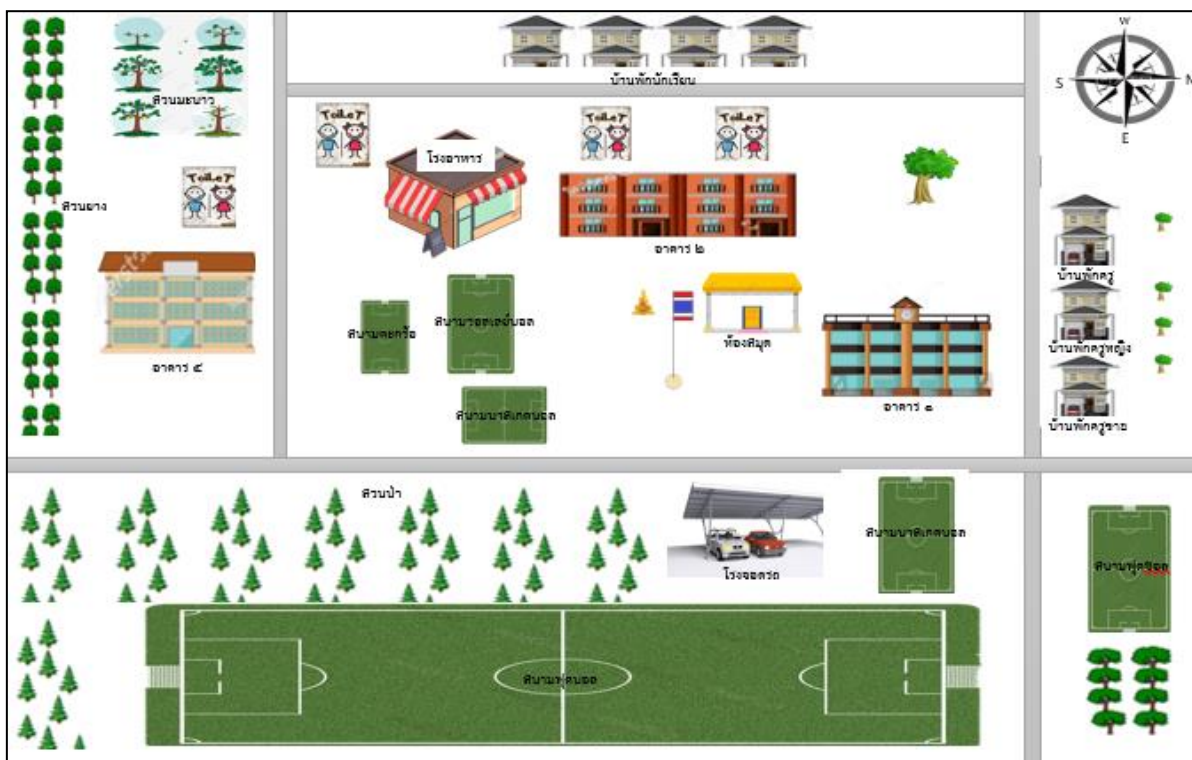 W
S
N
E
บ้านพักนักเรียน
สวนมะนาว
ToiLeT
ToiLeT
ToiLeT
ToiLeT
โรงอาหาร
สวนยาง
อาคาร ๒
บ้านพักครู
สนามตะกร้อ
สนามวอลเลย์บอล
ห้องสมุด
บ้านพักครูหญิง
อาคาร ๔
อาคาร ๑
สนามบาสเกตบอล
บ้านพักครูชาย
สวนป่า
สนามบาสเกตบอล
โรงจอดรถ
สนามฟุตซอล
สนามฟุตบอล